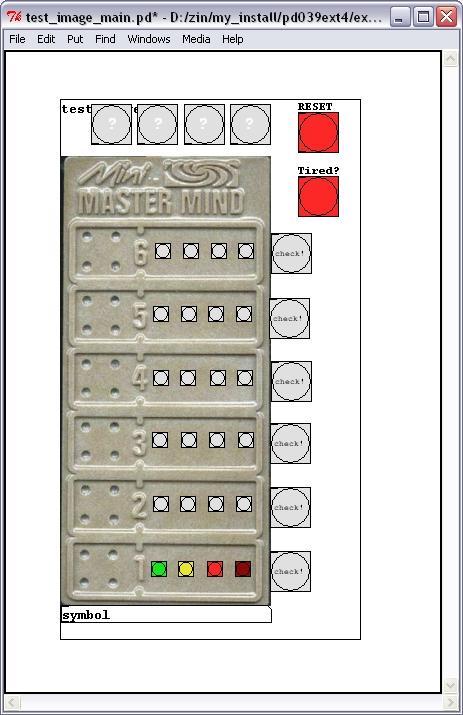 test_image_main.pd* - D:/zin/my_install/pd039ext4/ex...
File Edit Put Find Windows Media Help
? ? ? ?
RESET
Tired?
Mini
MASTER MIND
6 check!
5 check!
4 check!
3 check!
2 check!
1 check!
symbol